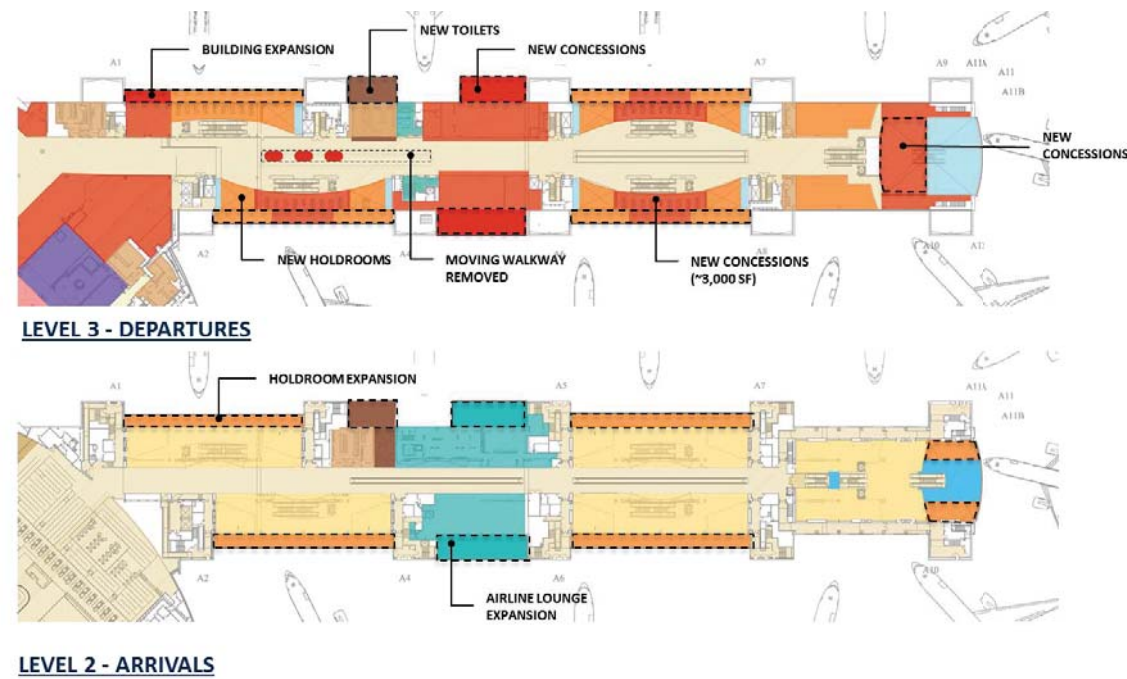 NEW TOILETS
BUILDING EXPANSION
NEW CONCESSIONS
A1
A7
A9
A11A
A11
A11B
NEW
CONCESSIONS
A2
A8
A10
NEW HOLDROOMS
MOVING WALKWAY
REMOVED
NEW CONCESSIONS
(~3,000 SF)
LEVEL 3 - DEPARTURES
HOLDROOM EXPANSION
A1
A5
A7
A11A
A11
A11B
A2
A4
A6
A10
AIRLINE LOUNGE
EXPANSION
LEVEL 2 - ARRIVALS